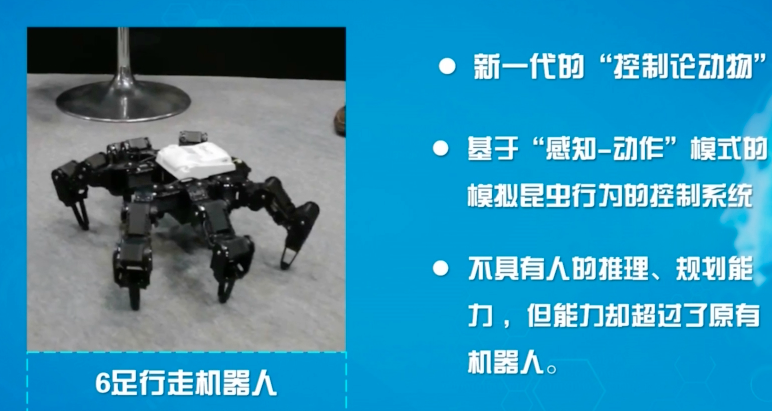 ● 新一代的“控制论动物”
● 基于“感知-动作”模式的
模拟昆虫行为的控制系统
● 不具有人的推理、规划能
力，但能力却超过了原有
机器人。
6足行走机器人